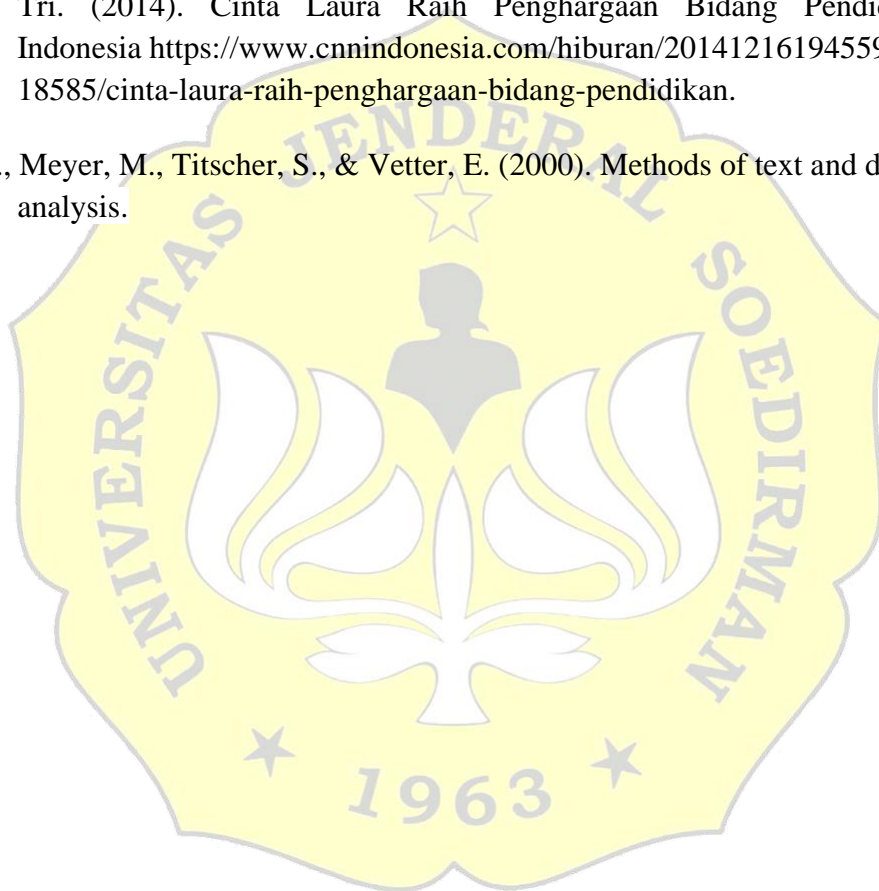 Tri. (2014). Cinta Laura Raih Penghargaan Bidang
Indonesia https://www.cnnindonesia.com/hiburan/20141216194559
18585/cinta-laura-raih-penghargaan-bidang-pendidikan.
., Meyer, M., Titscher, S., & Vetter, E. (2000). Methods of text and
analysis.
UNIVERSITAS JENDERAL SOEDIRMAN
1963